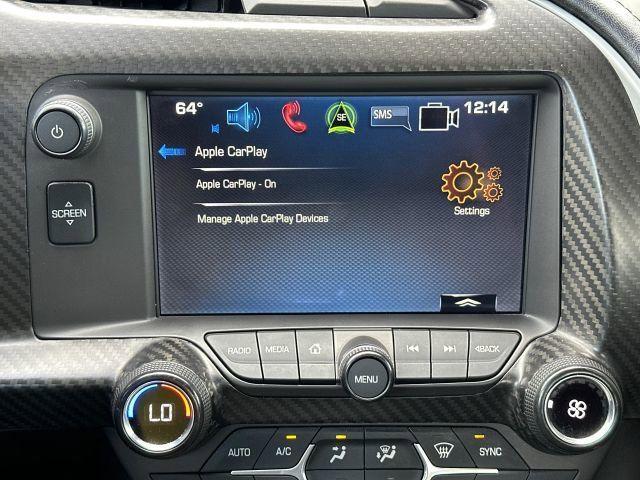 64°
SE
SMS
12:14
Apple CarPlay
Apple CarPlay - On
Manage Apple CarPlay Devices
Settings
SCREEN
RADIO
MEDIA
MENU
BACK
LO
AUTO
A/C
SYNC